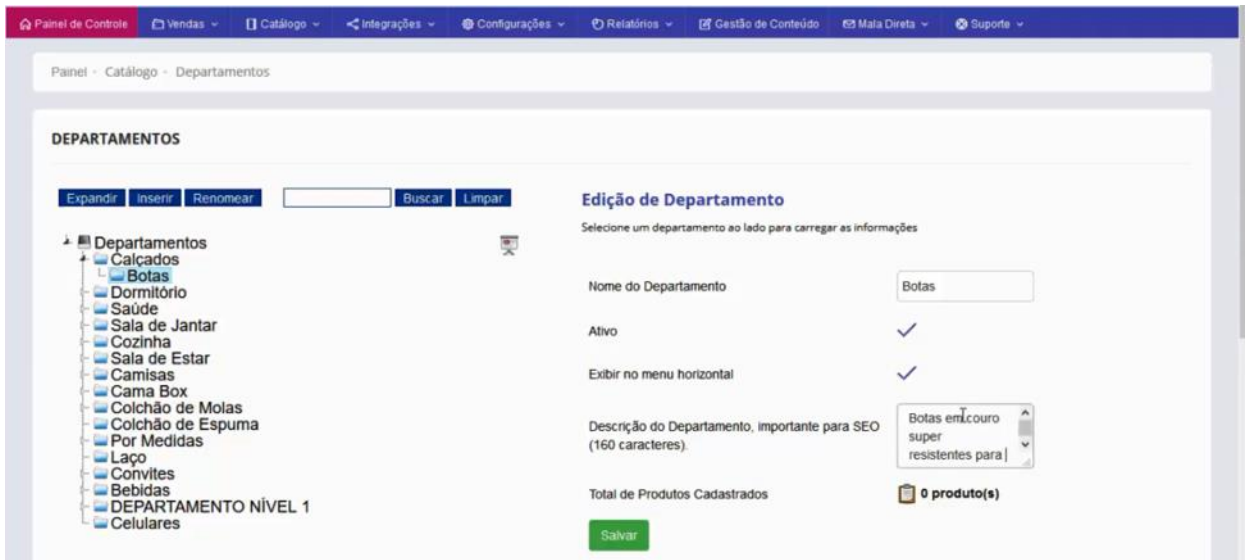 Painel de Controle Vendas Catálogo Integrações Configurações Relatórios Gestão de Conteúdo Mala Direta Suporte
Painel - Catálogo - Departamentos
DEPARTAMENTOS
Expandir Inserir Renomear Buscar Limpar
Departamentos
Calçados
Botas
Dormitório
Saúde
Sala de Jantar
Cozinha
Sala de Estar
Camisas
Cama Box
Colchão de Molas
Colchão de Espuma
Por Medidas
Laço
Convites
Bebidas
DEPARTAMENTO NÍVEL 1
Celulares
Edição de Departamento
Selecione um departamento ao lado para carregar as informações
Nome do Departamento Botas
Ativo
Exibir no menu horizontal
Descrição do Departamento, importante para SEO
(160 caracteres).
Botas em couro
super
resistentes para
Total de Produtos Cadastrados 0 produto(s)
Salvar